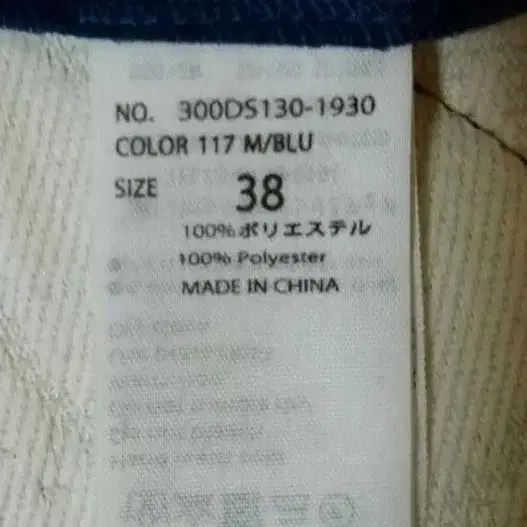 NO. 300DS130-1930
COLOR 117 M/BLU
SIZE 38
100%ポリエステル
100% Polyester
MADE IN CHINA